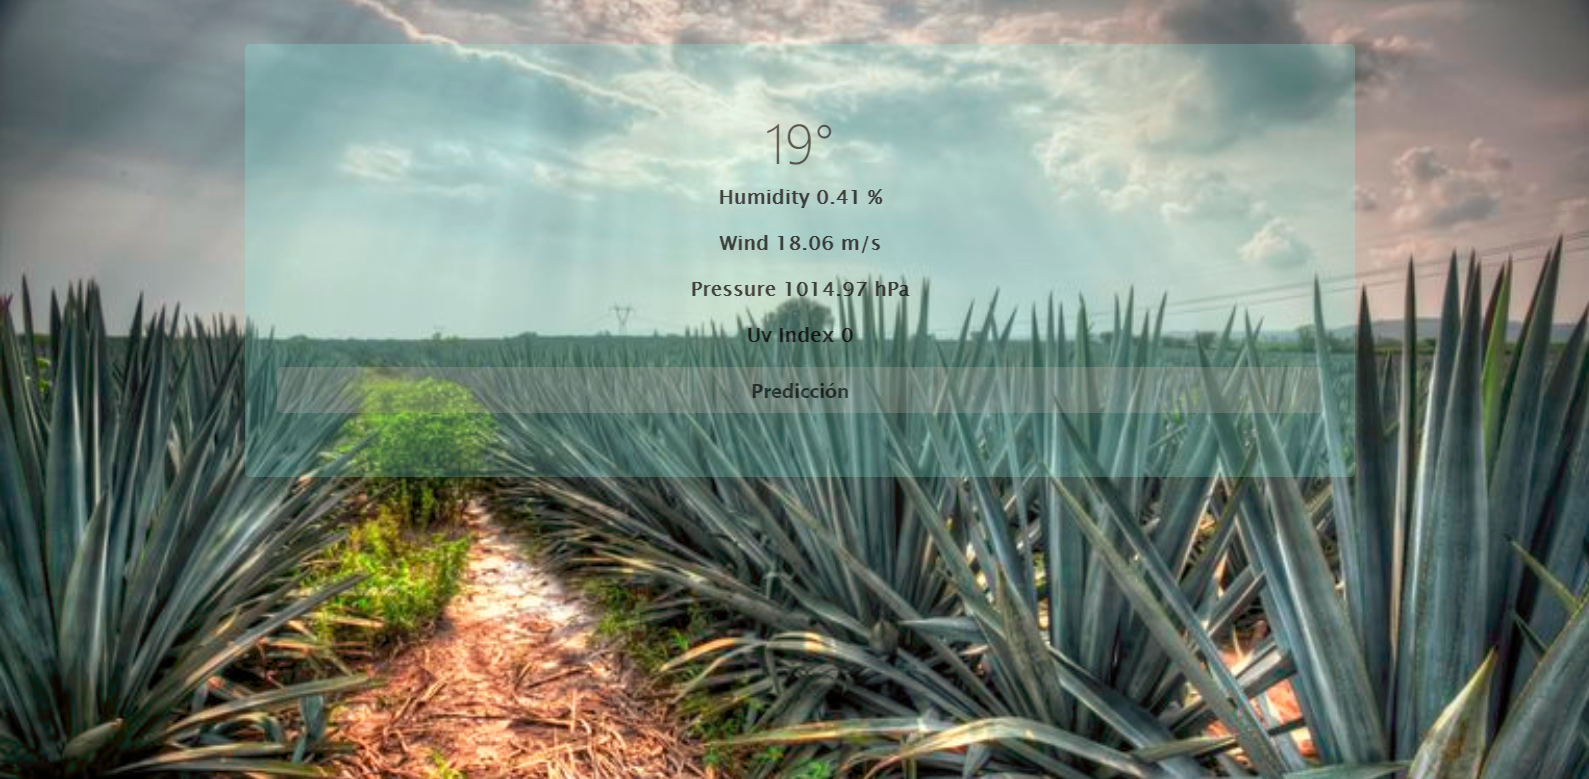 19°
Humidity 0.41 %
Wind 18.06 m/s
Pressure 1014.97 hPa
Uv Index 0
Predicción